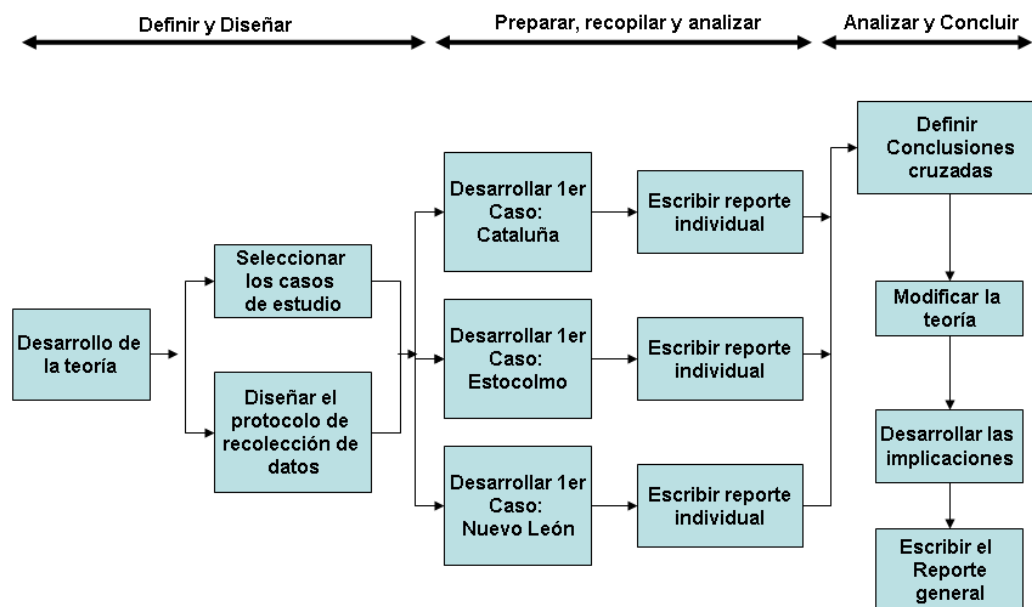 Definir y Diseñar
Preparar, recopilar y analizar
Analizar y Concluir
Desarrollo de
la teoría
Seleccionar
los casos
de estudio
Diseñar el
protocolo de
recolección de
datos
Desarrollar 1er
Caso:
Cataluña
Escribir reporte
individual
Desarrollar 1er
Caso:
Estocolmo
Escribir reporte
individual
Desarrollar 1er
Caso:
Nuevo León
Escribir reporte
individual
Definir
Conclusiones
cruzadas
Modificar la
teoría
Desarrollar las
implicaciones
Escribir el
Reporte
general